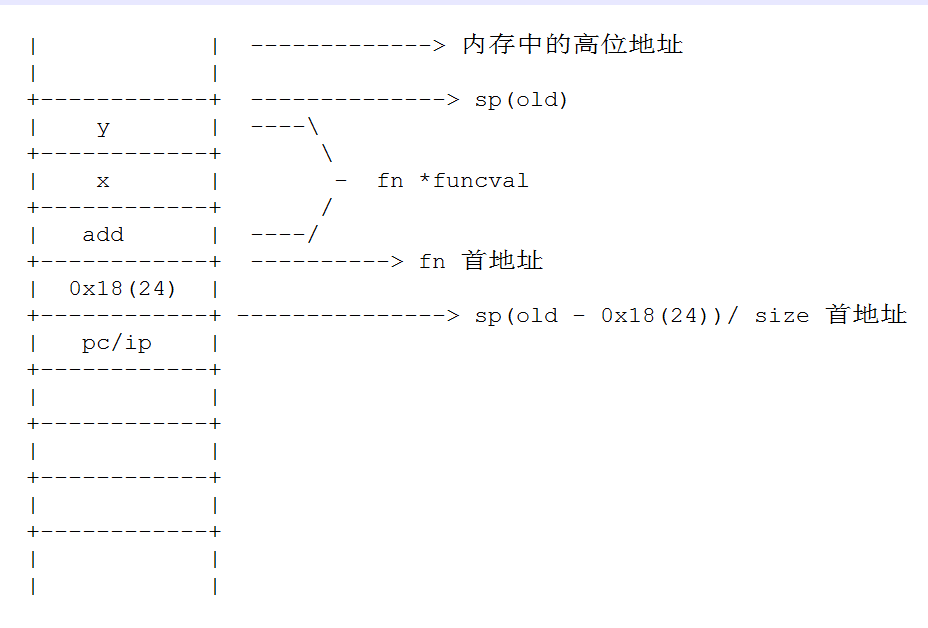 |            |  -------------> 内存中的高位地址
|            |
+------------+  --------------> sp(old)
|    y       |  ----\
+------------+       \
|    x       |        -  fn *funcval
+------------+       /
|   add      |  ----/
+------------+  ----------> fn 首地址
|  0x18(24)  |
+------------+ ---------------> sp(old - 0x18(24))/ size 首地址
|   pc/ip    |
+------------+
|            |
+------------+
|            |
+------------+
|            |
+------------+
|            |
|            |